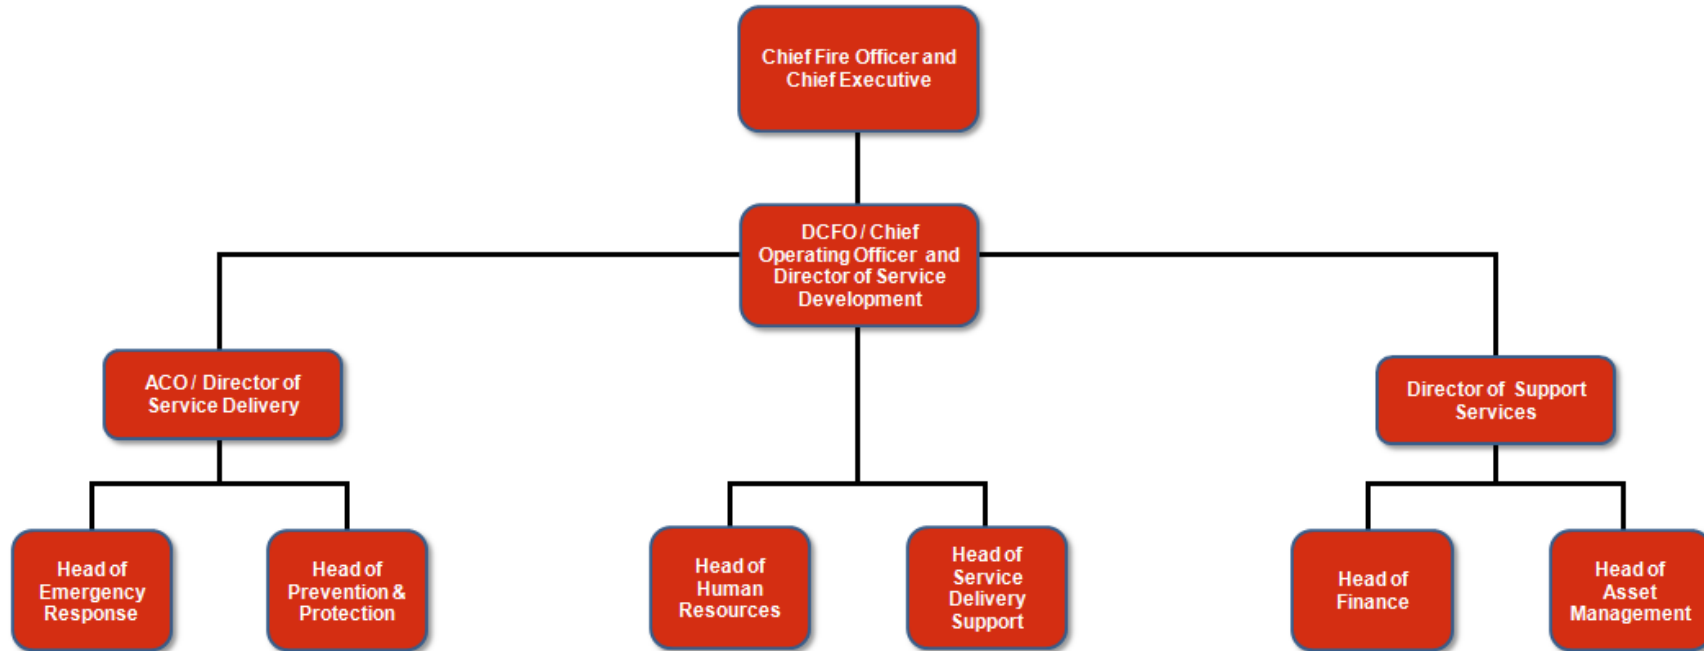 Chief Fire Officer and
Chief Executive
DCFO / Chief
Operating Officer and
Director of Service
Development
ACO / Director of
Service Delivery
Director of Support
Services
Head of
Emergency
Response
Head of
Prevention &
Protection
Head of
Human
Resources
Head of
Service
Delivery
Support
Head of
Finance
Head of
Asset
Management